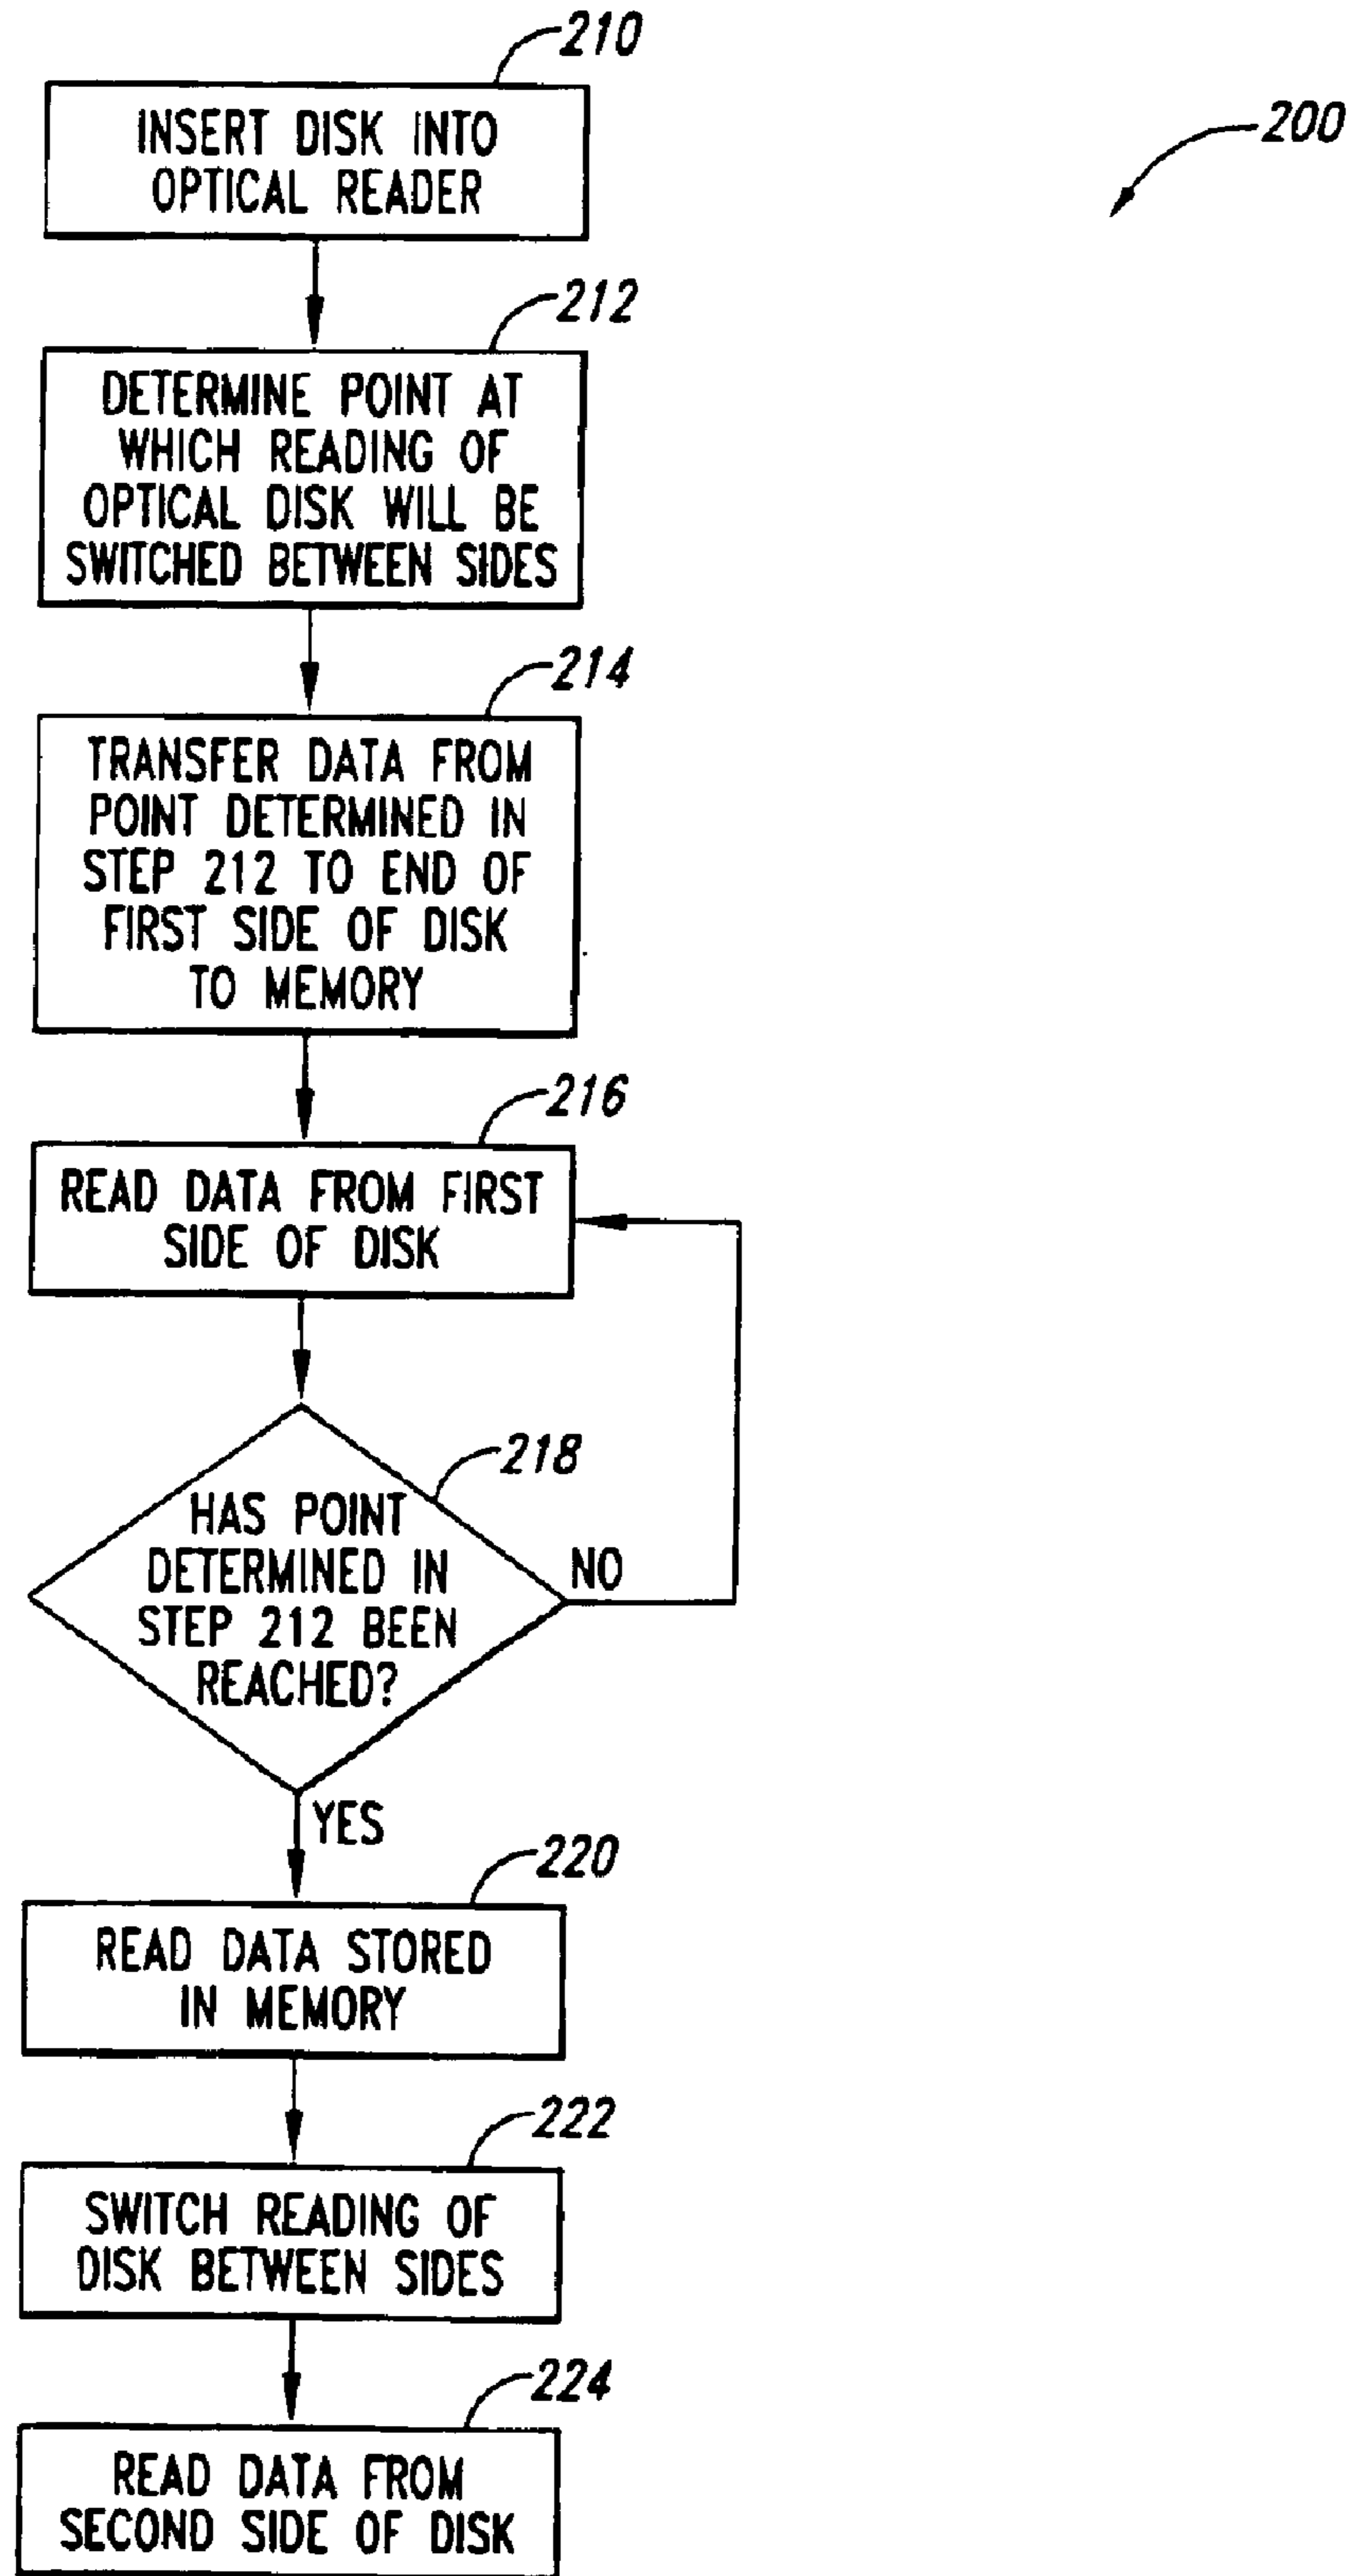 210
INSERT DISK INTO
OPTICAL READER
200
212
DETERMINE POINT AT
WHICH READING OF
OPTICAL DISK WILL BE
SWITCHED BETWEEN SIDES
214
TRANSFER DATA FROM
POINT DETERMINED IN
STEP 212 TO END OF
FIRST SIDE OF DISK
TO MEMORY
216
READ DATA FROM FIRST
SIDE OF DISK
218
HAS POINT
DETERMINED IN
STEP 212 BEEN
REACHED?
NO
YES
220
READ DATA STORED
IN MEMORY
222
SWITCH READING OF
DISK BETWEEN SIDES
224
READ DATA FROM
SECOND SIDE OF DISK